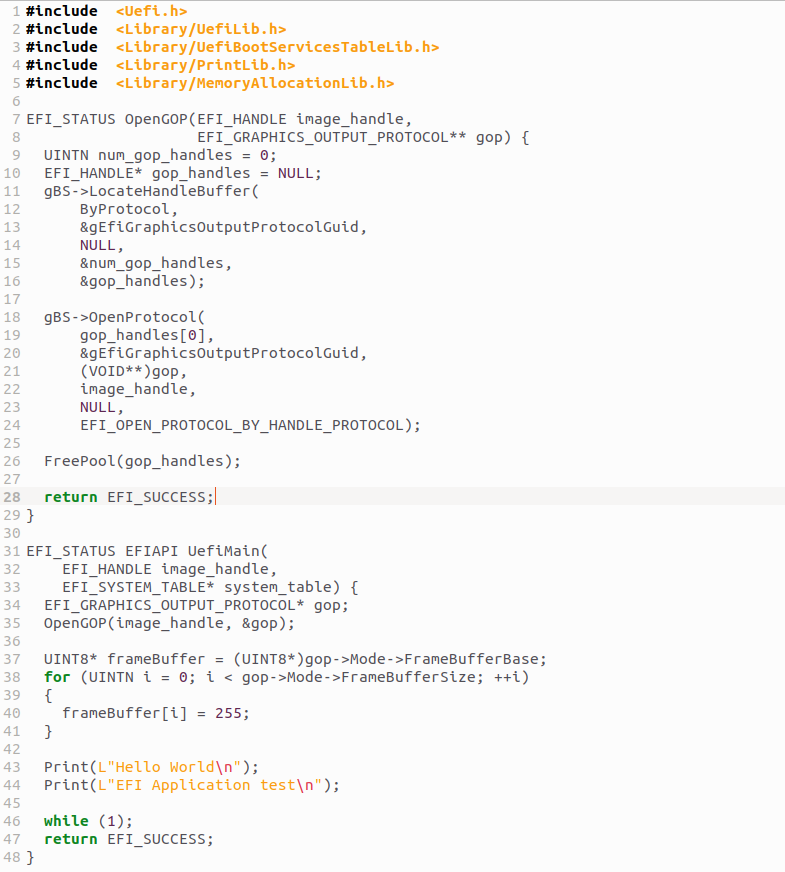 1 #include  <Uefi.h>
2 #include  <Library/UefiLib.h>
3 #include  <Library/UefiBootServicesTableLib.h>
4 #include  <Library/PrintLib.h>
5 #include  <Library/MemoryAllocationLib.h>
6
7 EFI_STATUS OpenGOP(EFI_HANDLE image_handle,
8                    EFI_GRAPHICS_OUTPUT_PROTOCOL** gop) {
9   UINTN num_gop_handles = 0;
10   EFI_HANDLE* gop_handles = NULL;
11   gBS->LocateHandleBuffer(
12       ByProtocol,
13       &gEfiGraphicsOutputProtocolGuid,
14       NULL,
15       &num_gop_handles,
16       &gop_handles);
17
18   gBS->OpenProtocol(
19       gop_handles[0],
20       &gEfiGraphicsOutputProtocolGuid,
21       (VOID**)gop,
22       image_handle,
23       NULL,
24       EFI_OPEN_PROTOCOL_BY_HANDLE_PROTOCOL);
25
26   FreePool(gop_handles);
27
28   return EFI_SUCCESS;
29 }
30
31 EFI_STATUS EFIAPI UefiMain(
32     EFI_HANDLE image_handle,
33     EFI_SYSTEM_TABLE* system_table) {
34   EFI_GRAPHICS_OUTPUT_PROTOCOL* gop;
35   OpenGOP(image_handle, &gop);
36
37   UINT8* frameBuffer = (UINT8*)gop->Mode->FrameBufferBase;
38   for (UINTN i = 0; i < gop->Mode->FrameBufferSize; ++i)
39   {
40     frameBuffer[i] = 255;
41   }
42
43   Print(L"Hello World\n");
44   Print(L"EFI Application test\n");
45
46   while (1);
47   return EFI_SUCCESS;
48 }